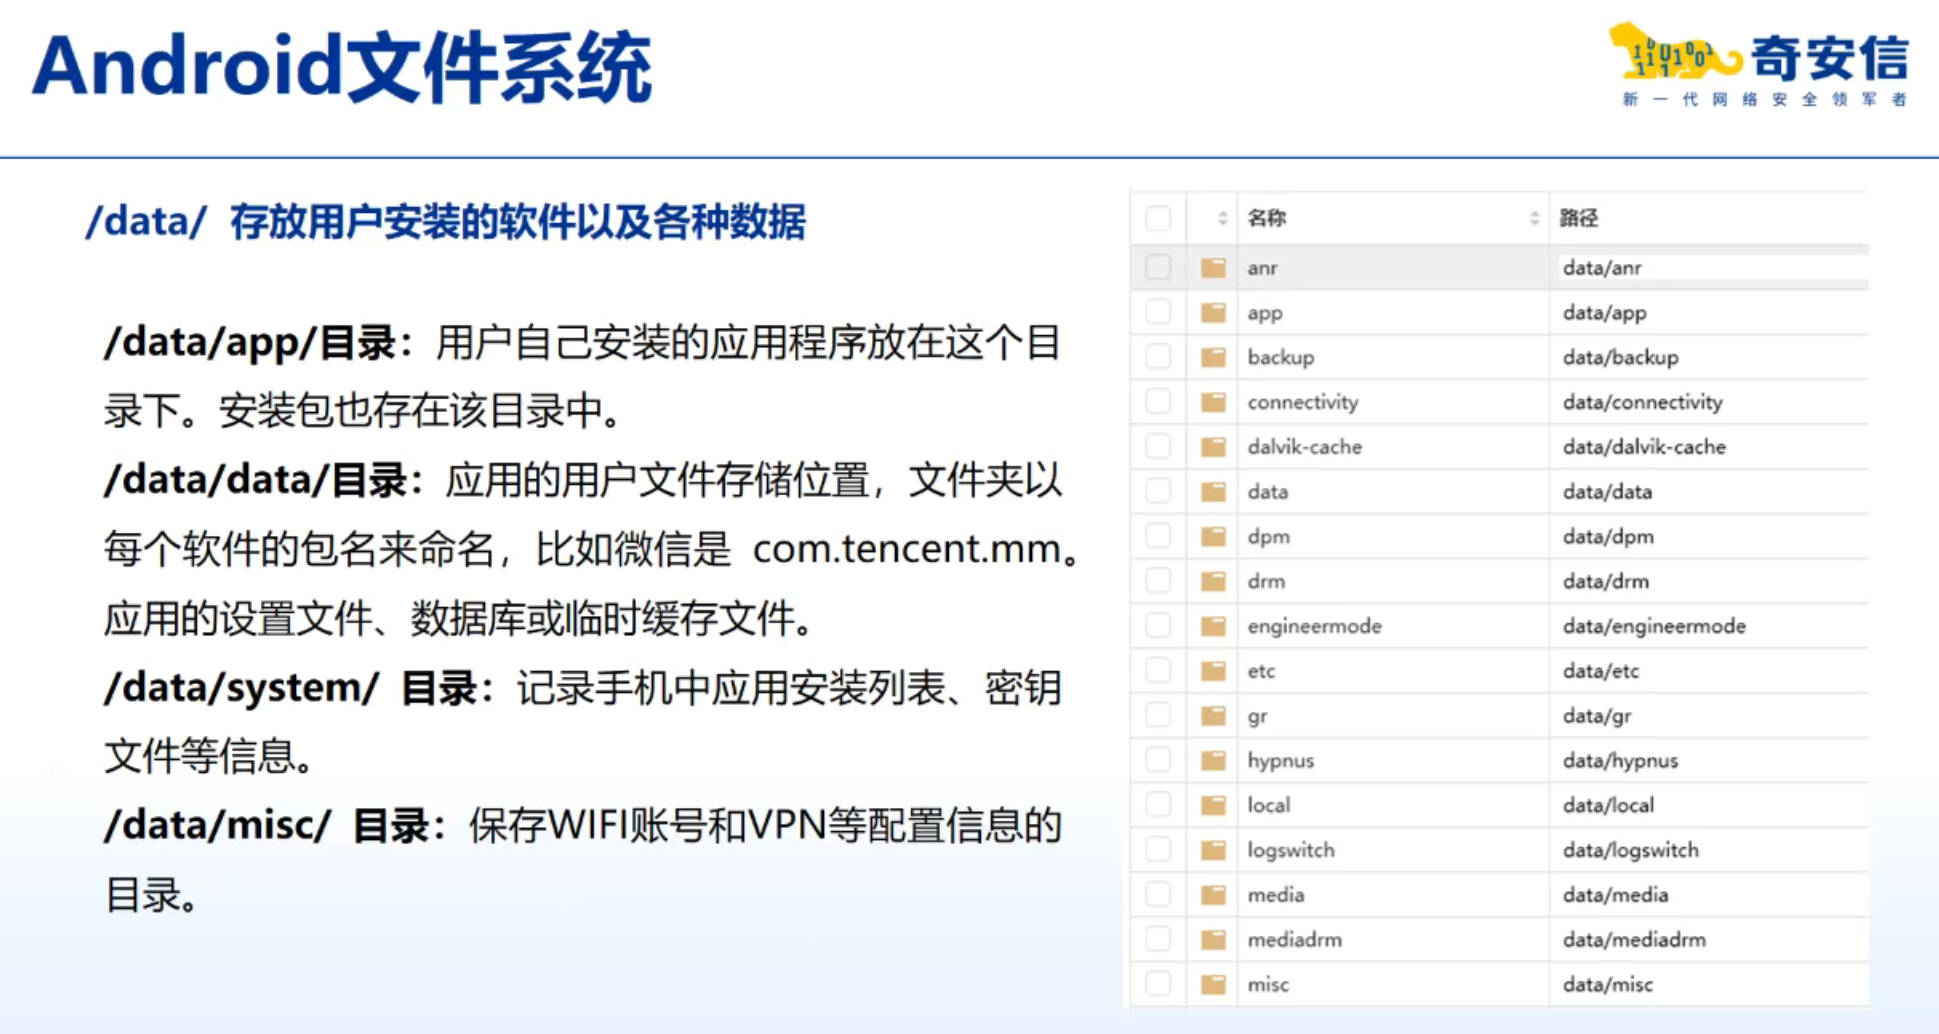 Android文件系统
奇安信
新一代网络安全领军者
/data/ 存放用户安装的软件以及各种数据
/data/app/目录：用户自己安装的应用程序放在这个目
录下。安装包也存在该目录中。
/data/data/目录：应用的用户文件存储位置，文件夹以
每个软件的包名来命名，比如微信是 com.tencent.mm。
应用的设置文件、数据库或临时缓存文件。
/data/system/ 目录：记录手机中应用安装列表、密钥
文件等信息。
/data/misc/ 目录：保存WIFI账号和VPN等配置信息的
目录。
名称 路径
anr data/anr
app data/app
backup data/backup
connectivity data/connectivity
dalvik-cache data/dalvik-cache
data data/data
dpm data/dpm
drm data/drm
engineermode data/engineermode
etc data/etc
gr data/gr
hypnus data/hypnus
local data/local
logswitch data/logswitch
media data/media
mediadrm data/mediadrm
misc data/misc